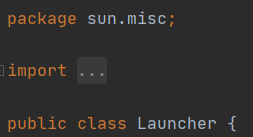 package sun.misc;
import ...
public class Launcher {